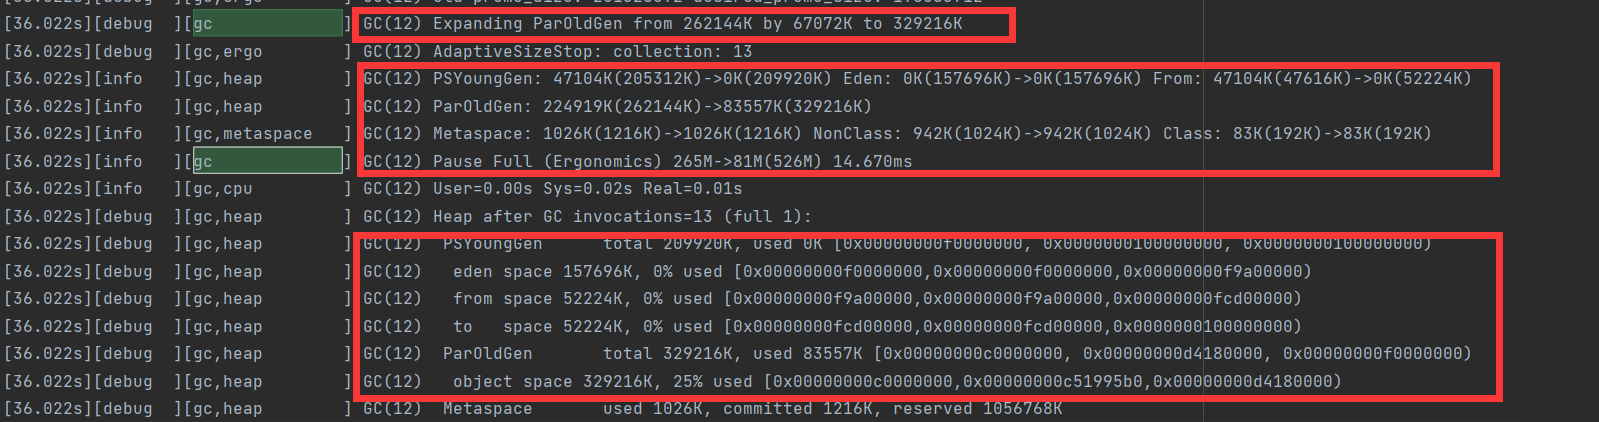 [36.022s][debug  ][gc             ] GC(12) Expanding ParOldGen from 262144K by 67072K to 329216K
[36.022s][debug  ][gc,ergo        ] GC(12) AdaptiveSizeStop: collection: 13
[36.022s][info   ][gc,heap        ] GC(12) PSYoungGen: 47104K(205312K)->0K(209920K) Eden: 0K(157696K)->0K(157696K) From: 47104K(47616K)->0K(52224K)
[36.022s][info   ][gc,heap        ] GC(12) ParOldGen: 224919K(262144K)->83557K(329216K)
[36.022s][info   ][gc,metaspace   ] GC(12) Metaspace: 1026K(1216K)->1026K(1216K) NonClass: 942K(1024K)->942K(1024K) Class: 83K(192K)->83K(192K)
[36.022s][info   ][gc             ] GC(12) Pause Full (Ergonomics) 265M->81M(526M) 14.670ms
[36.022s][info   ][gc,cpu         ] GC(12) User=0.00s Sys=0.02s Real=0.01s
[36.022s][debug  ][gc,heap        ] GC(12) Heap after GC invocations=13 (full 1):
[36.022s][debug  ][gc,heap        ] GC(12)  PSYoungGen      total 209920K, used 0K [0x00000000f0000000, 0x0000000100000000, 0x0000000100000000)
[36.022s][debug  ][gc,heap        ] GC(12)   eden space 157696K, 0% used [0x00000000f0000000,0x00000000f0000000,0x00000000f9a00000)
[36.022s][debug  ][gc,heap        ] GC(12)   from space 52224K, 0% used [0x00000000f9a00000,0x00000000f9a00000,0x00000000fcd00000)
[36.022s][debug  ][gc,heap        ] GC(12)   to   space 52224K, 0% used [0x00000000fcd00000,0x00000000fcd00000,0x0000000100000000)
[36.022s][debug  ][gc,heap        ] GC(12)  ParOldGen       total 329216K, used 83557K [0x00000000c0000000, 0x00000000d4180000, 0x00000000f0000000)
[36.022s][debug  ][gc,heap        ] GC(12)   object space 329216K, 25% used [0x00000000c0000000,0x00000000c51995b0,0x00000000d4180000)
[36.022s][debug  ][gc,heap        ] GC(12)  Metaspace       used 1026K, committed 1216K, reserved 1056768K